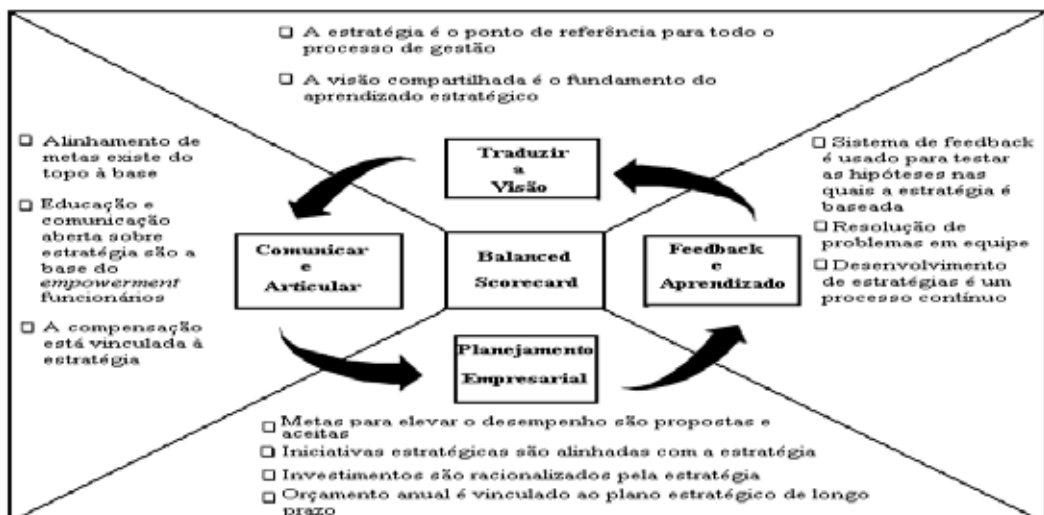 ❑ A estratégia é o ponto de referência para todo o
processo de gestão
❑ A visão compartilhada é o fundamento do
aprendizado estratégico
Traduzir
a
Visão
❑ Alinhamento de
metas existe do
topo à base
❑ Educação e
comunicação
aberta sobre
estratégia são a
base do
empowerment
funcionários
❑ A compensação
está vinculada à
estratégia
Comunicar
e
Articular
Balanced
Scorecard
Feedback
e
Aprendizado
❑ Sistema de feedback
é usado para testar
as hipóteses nas
quais a estratégia é
baseada
❑ Resolução de
problemas em equipe
❑ Desenvolvimento
de estratégias é um
processo contínuo
Planejamento
Empresarial
❑ Metas para elevar o desempenho são propostas e
aceitas
❑ Iniciativas estratégicas são alinhadas com a estratégia
❑ Investimentos são racionalizados pela estratégia
❑ Orçamento anual é vinculado ao plano estratégico de longo
prazo